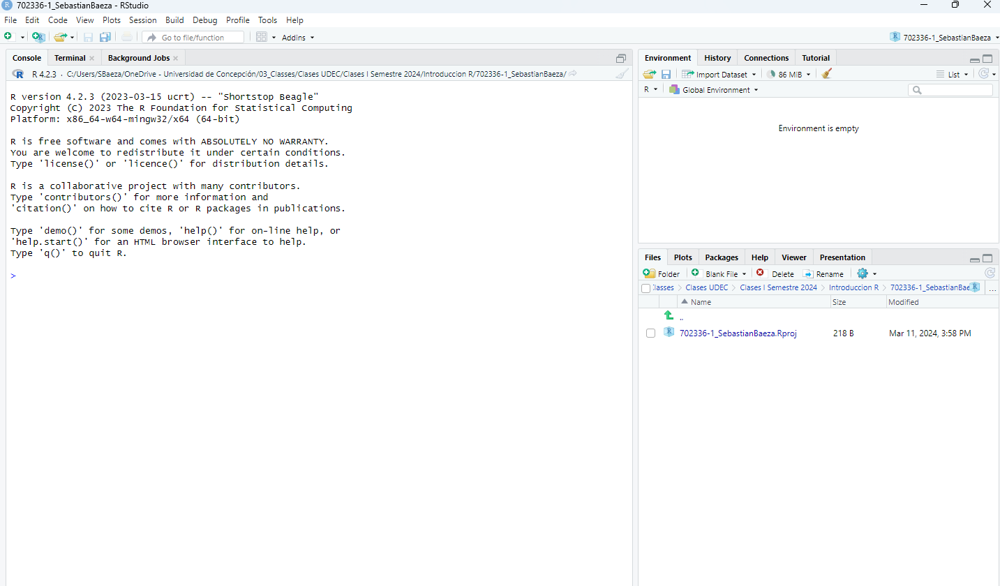 702336-1_SebastianBaeza - RStudio
File Edit Code View Plots Session Build Debug Profile Tools Help
Go to file/function Addins 702336-1_SebastianBaeza
Console Terminal Background Jobs
R 4.2.3 · C:/Users/SBaeza/OneDrive - Universidad de Concepción/03_Classes/Clases UDEC/Clases I Semestre 2024/Introduccion R/702336-1_SebastianBaeza/
R version 4.2.3 (2023-03-15 ucrt) -- "Shortstop Beagle"
Copyright (C) 2023 The R Foundation for Statistical Computing
Platform: x86_64-w64-mingw32/x64 (64-bit)
R is free software and comes with ABSOLUTELY NO WARRANTY.
You are welcome to redistribute it under certain conditions.
Type 'license()' or 'licence()' for distribution details.
R is a collaborative project with many contributors.
Type 'contributors()' for more information and
'citation()' on how to cite R or R packages in publications.
Type 'demo()' for some demos, 'help()' for on-line help, or
'help.start()' for an HTML browser interface to help.
Type 'q()' to quit R.
>
Environment History Connections Tutorial
Import Dataset 86 MiB List
R Global Environment
Environment is empty
Files Plots Packages Help Viewer Presentation
Folder Blank File Delete Rename
lasses Clases UDEC Clases I Semestre 2024 Introduccion R 702336-1_SebastianBae ...
Name Size Modified
..
702336-1_SebastianBaeza.Rproj 218 B Mar 11, 2024, 3:58 PM